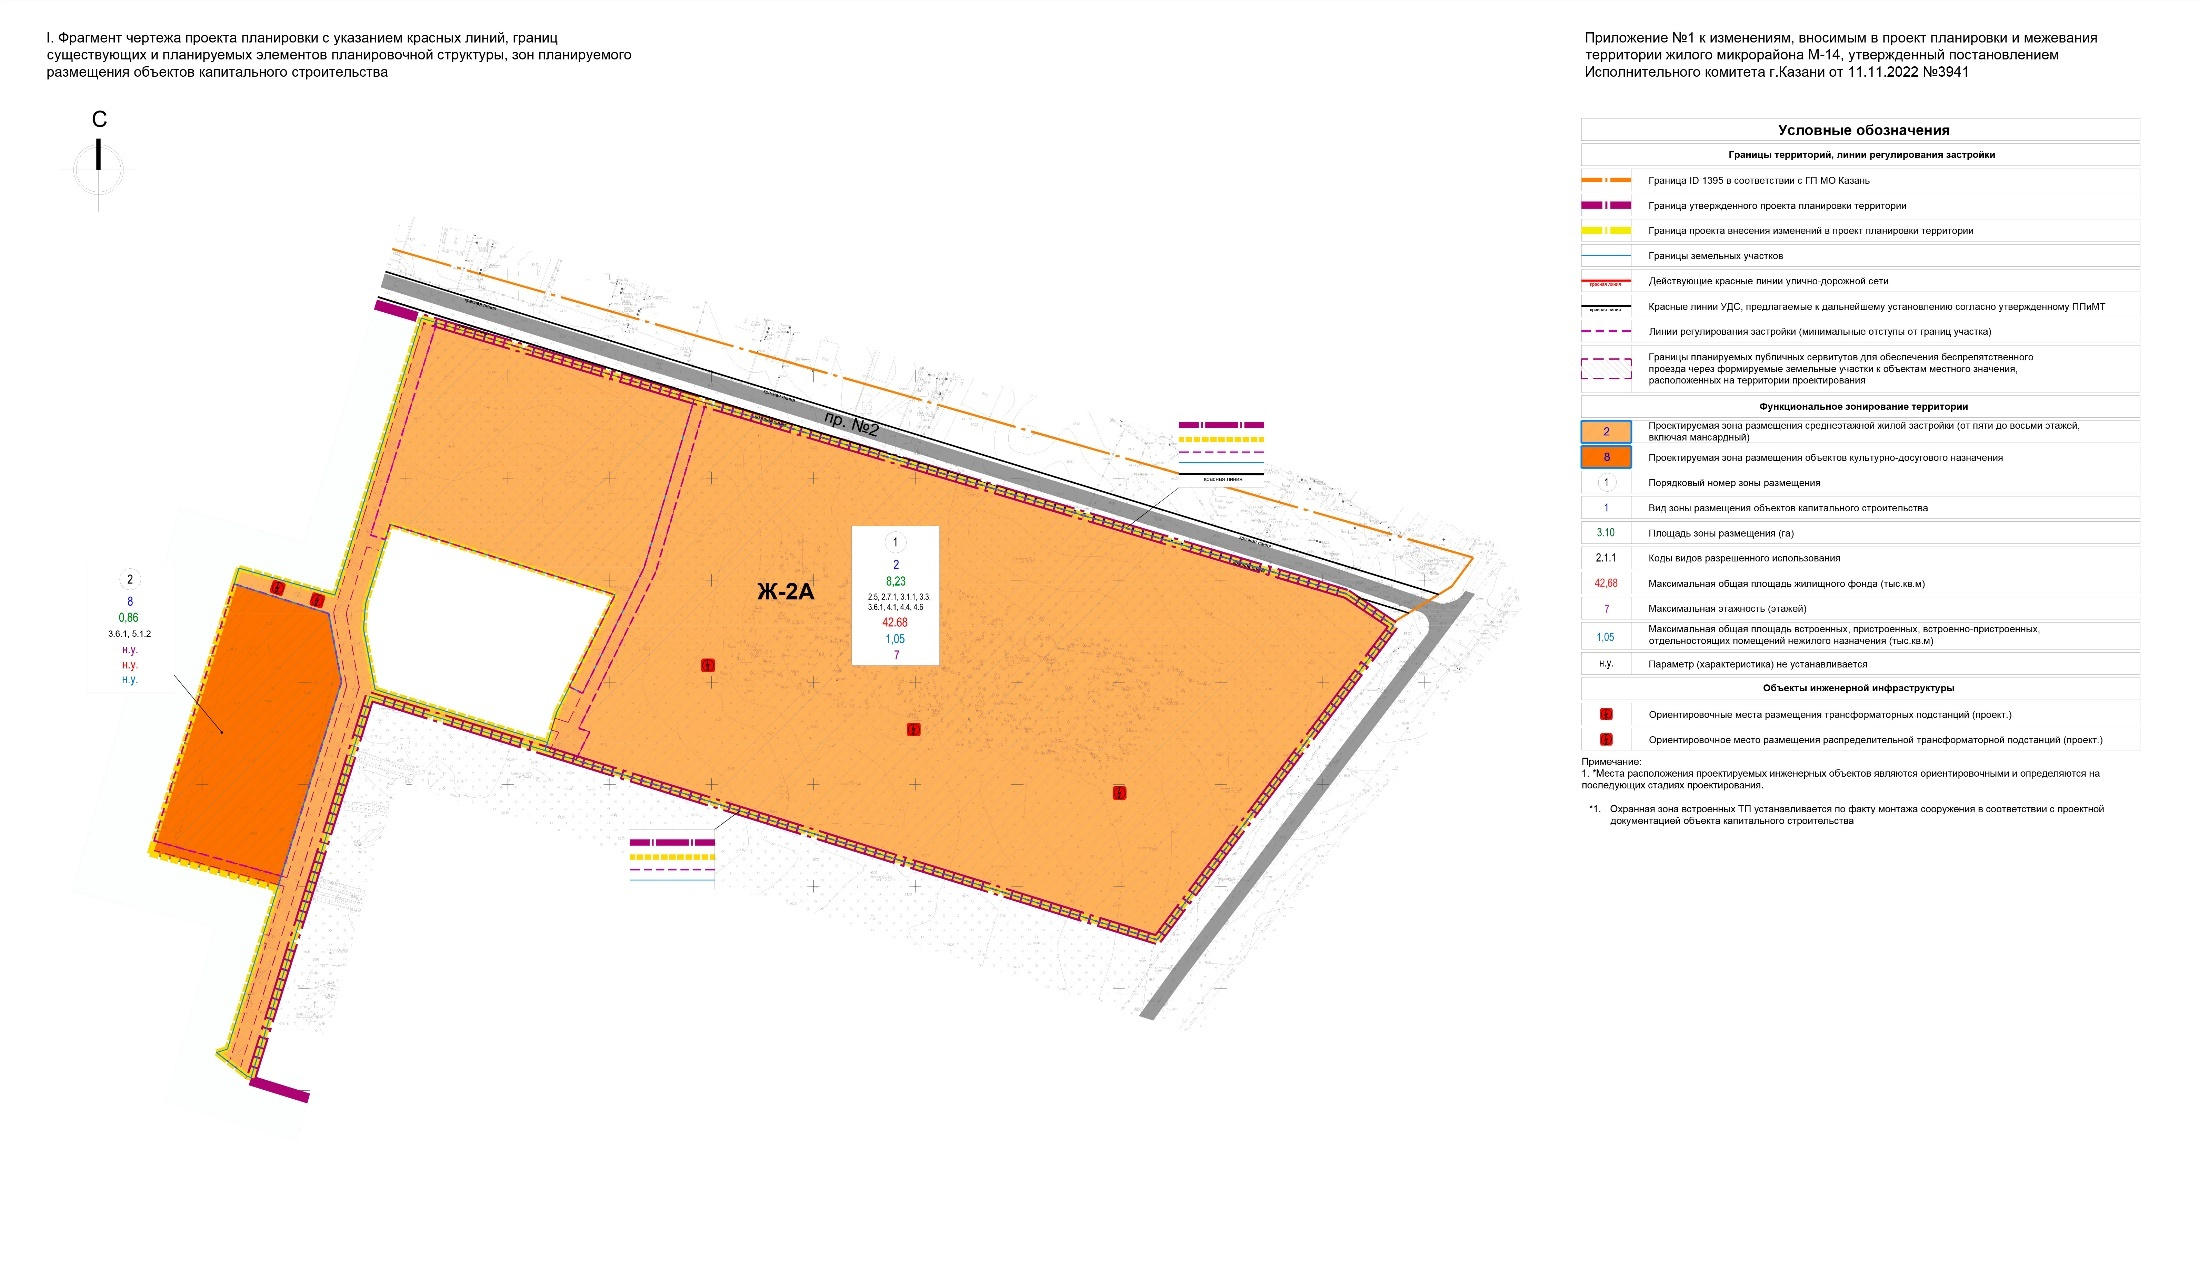 I. Фрагмент чертежа проекта планировки с указанием красных линий, границ
существующих и планируемых элементов планировочной структуры, зон планируемого
размещения объектов капитального строительства
Приложение №1 к изменениям, вносимым в проект планировки и межевания
территории жилого микрорайона М-14, утвержденный постановлением
Исполнительного комитета г.Казани от 11.11.2022 №3941
С
пр. №2
красная линия
Ж-2А
1
2
8,23
2.5, 2.7.1, 3.1.1, 3.3.
3.6.1, 4.1, 4.4, 4.6
42.68
1,05
7
2
8
0,86
3.6.1, 5.1.2
н.у.
н.у.
н.у.
Условные обозначения
Границы территорий, линии регулирования застройки
Граница ID 1395 в соответствии с ГП МО Казань
Граница утвержденного проекта планировки территории
Граница проекта внесения изменений в проект планировки территории
Границы земельных участков
красная линия
Действующие красные линии улично-дорожной сети
красная линия
Красные линии УДС, предлагаемые к дальнейшему установлению согласно утвержденному ППиМТ
Линии регулирования застройки (минимальные отступы от границ участка)
Границы планируемых публичных сервитутов для обеспечения беспрепятственного
проезда через формируемые земельные участки к объектам местного значения,
расположенных на территории проектирования
Функциональное зонирование территории
2
Проектируемая зона размещения среднеэтажной жилой застройки (от пяти до восьми этажей,
включая мансардный)
8
Проектируемая зона размещения объектов культурно-досугового назначения
1
Порядковый номер зоны размещения
1
Вид зоны размещения объектов капитального строительства
3.10
Площадь зоны размещения (га)
2.1.1
Коды видов разрешенного использования
42,68
Максимальная общая площадь жилищного фонда (тыс.кв.м)
7
Максимальная этажность (этажей)
1,05
Максимальная общая площадь встроенных, пристроенных, встроенно-пристроенных,
отдельностоящих помещений нежилого назначения (тыс.кв.м)
н.у.
Параметр (характеристика) не устанавливается
Объекты инженерной инфраструктуры
Ориентировочные места размещения трансформаторных подстанций (проект.)
Ориентировочное место размещения распределительной трансформаторной подстанций (проект.)
Примечание:
1. *Места расположения проектируемых инженерных объектов являются ориентировочными и определяются на
последующих стадиях проектирования.
*1. Охранная зона встроенных ТП устанавливается по факту монтажа сооружения в соответствии с проектной
документацией объекта капитального строительства